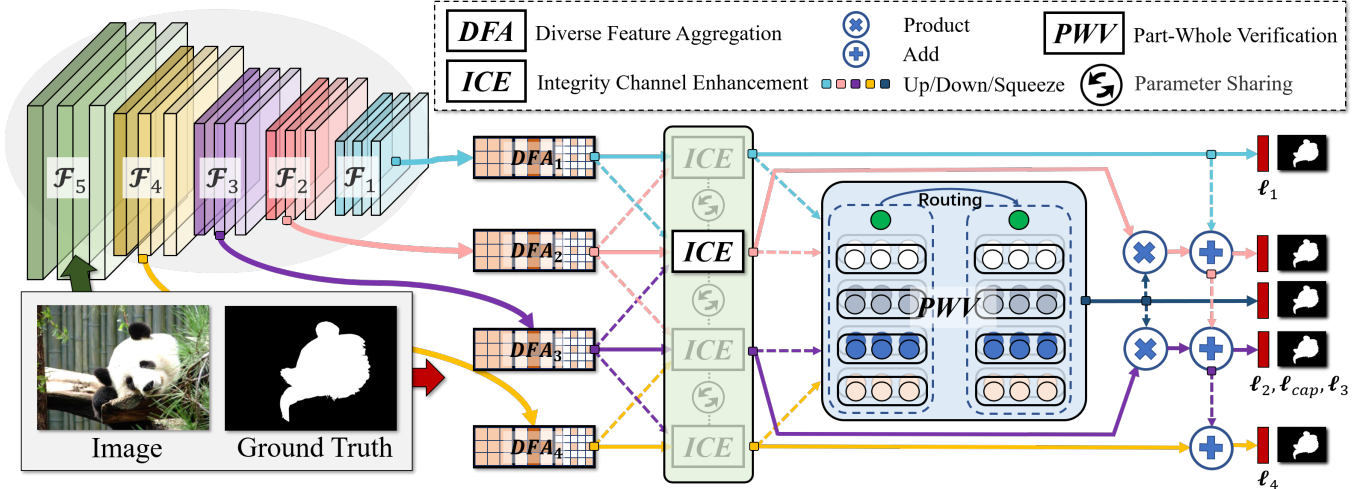 DFA Diverse Feature Aggregation
Product
Add
PWV Part-Whole Verification
ICE Integrity Channel Enhancement
Up/Down/Squeeze
Parameter Sharing
ℱ₅
ℱ₄
ℱ₃
ℱ₂
ℱ₁
DFA₁
DFA₂
DFA₃
DFA₄
ICE
ICE
ICE
ICE
Routing
PWV
ℓ₁
ℓ₂, ℓcap, ℓ₃
ℓ₄
Image
Ground Truth